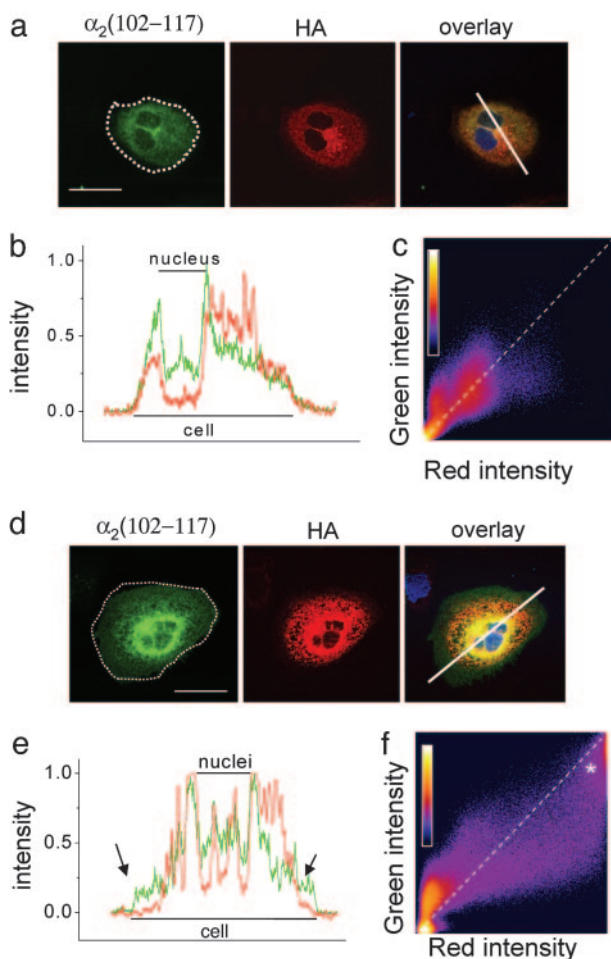 a
α₂(102–117) HA overlay
b
1.0
nucleus
0.5
0.0
intensity
cell
c
Green intensity
Red intensity
d
α₂(102–117) HA overlay
e
1.0
nuclei
0.5
0.0
intensity
cell
f
*
Green intensity
Red intensity